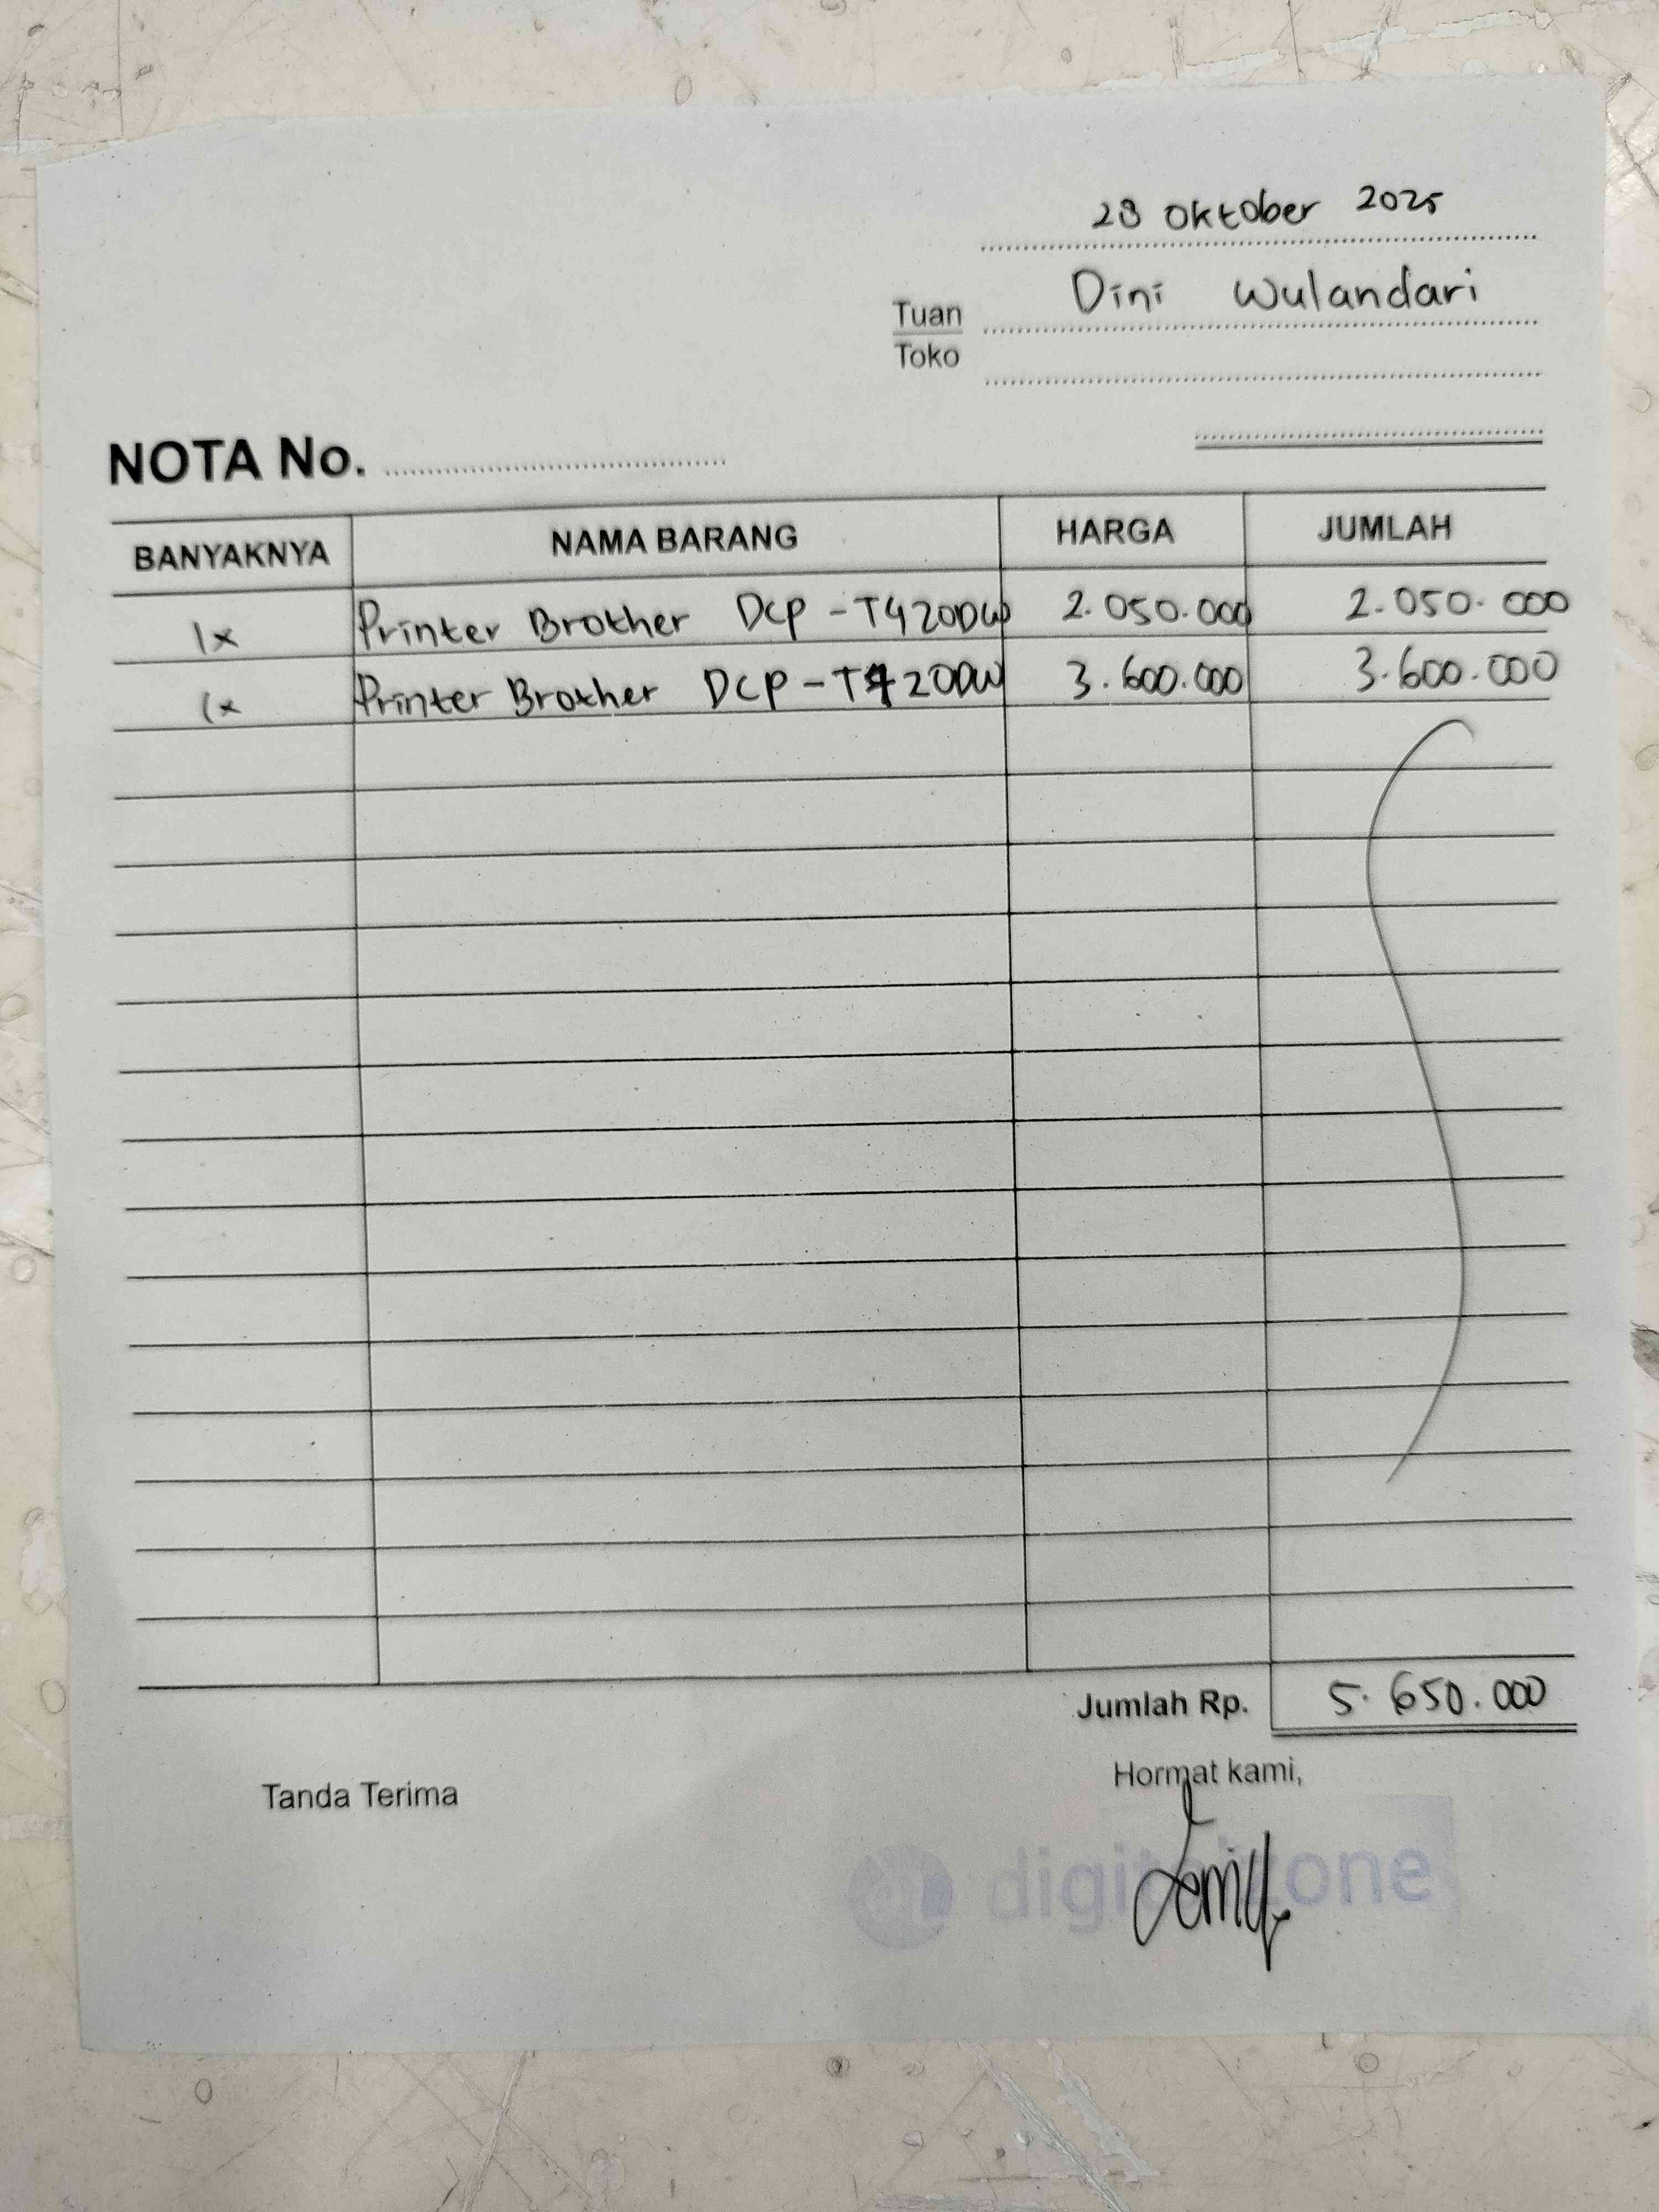 28 Oktober 2025
Tuan Dini Wulandari
Toko
NOTA No.
BANYAKNYA NAMA BARANG HARGA JUMLAH
1x Printer Brother Dcp - T420DW 2.050.000 2.050.000
1x Printer Brother DCP - T720DW 3.600.000 3.600.000
Jumlah Rp. 5.650.000
Tanda Terima Hormat kami,
digitalzone